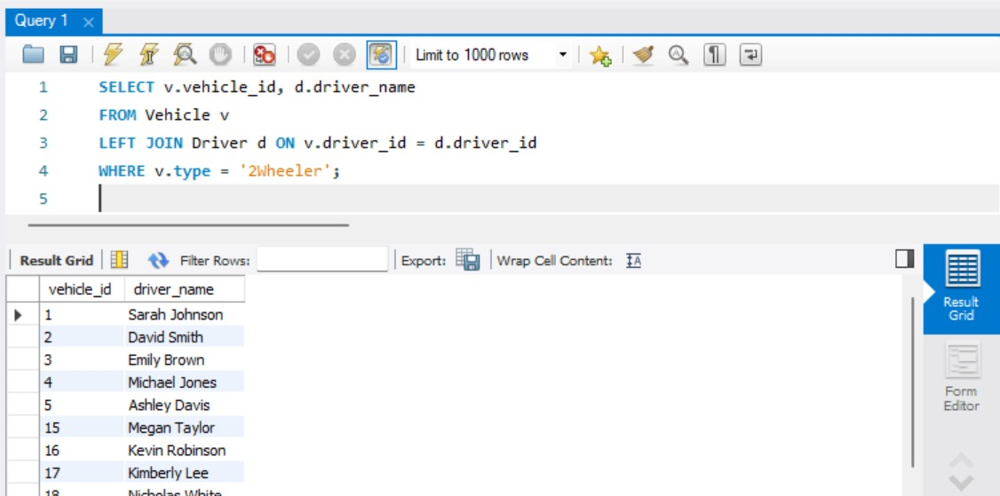 Query 1
Limit to 1000 rows
1 SELECT v.vehicle_id, d.driver_name
2 FROM Vehicle v
3 LEFT JOIN Driver d ON v.driver_id = d.driver_id
4 WHERE v.type = '2Wheeler';
5
Result Grid Filter Rows: Export: Wrap Cell Content: IA
vehicle_id driver_name
1 Sarah Johnson
2 David Smith
3 Emily Brown
4 Michael Jones
5 Ashley Davis
15 Megan Taylor
16 Kevin Robinson
17 Kimberly Lee
18 Nicholas White
Result
Grid
Form
Editor